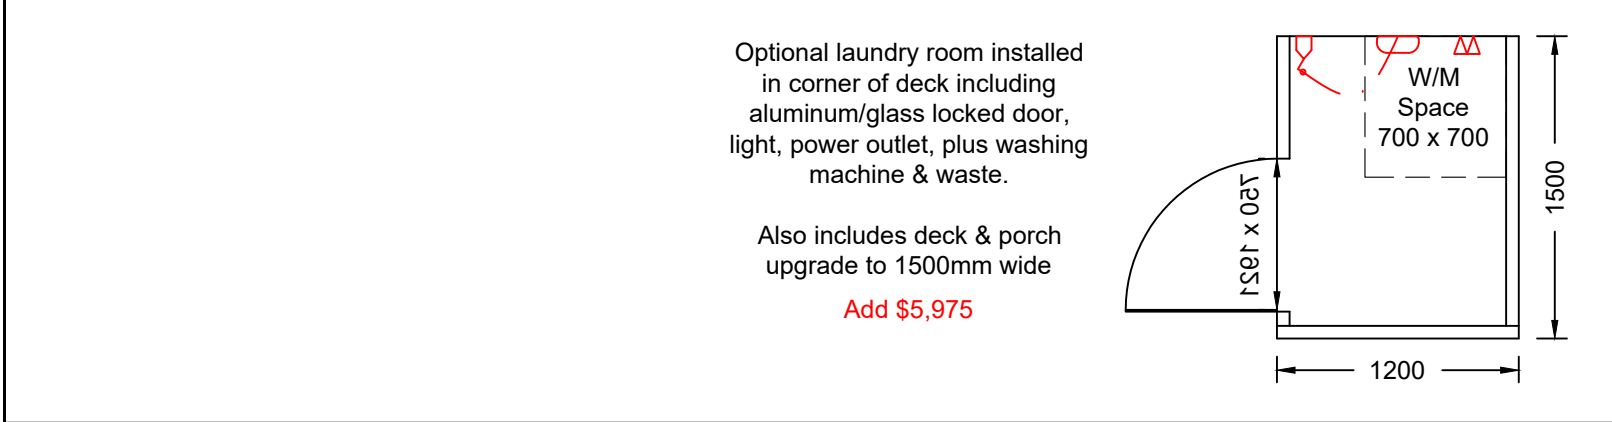 Optional laundry room installed
in corner of deck including
aluminum/glass locked door,
light, power outlet, plus washing
machine & waste.
Also includes deck & porch
upgrade to 1500mm wide
Add $5,975
W/M
Space
700 x 700
750 x 1921
1500
1200